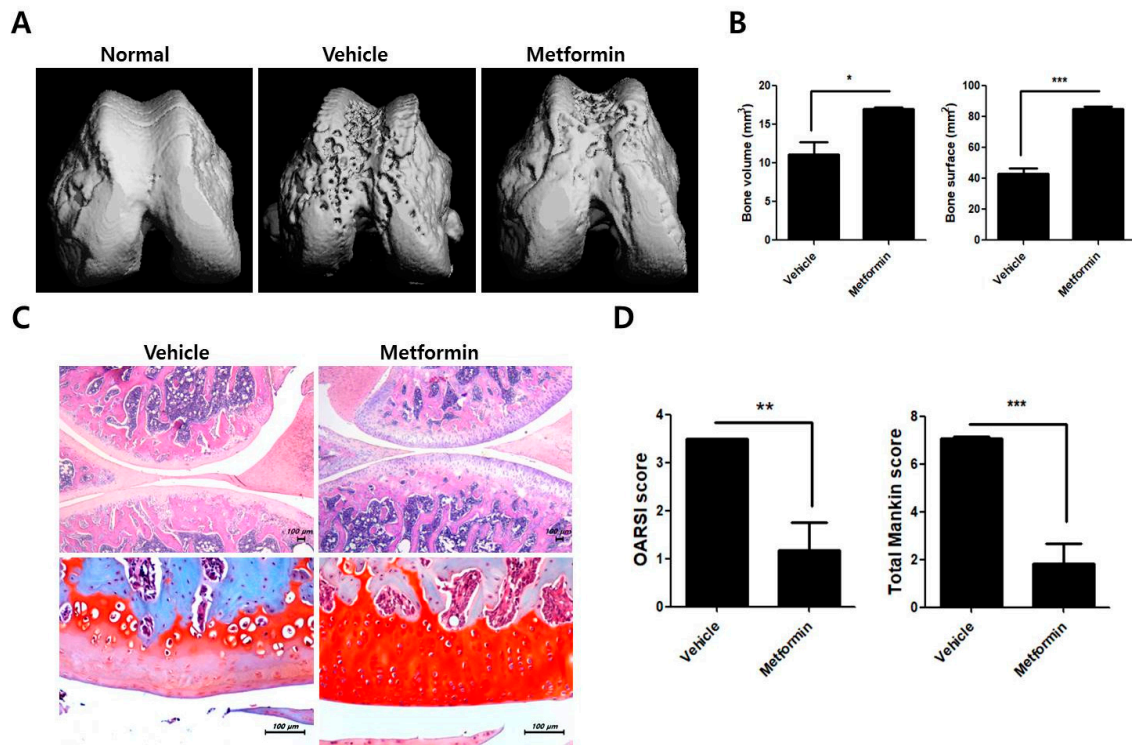 A
Normal
Vehicle
Metformin
B
Bone volume (mm3)
20
15
10
5
0
*
Vehicle
Metformin
Bone surface (mm2)
100
80
60
40
20
0
***
Vehicle
Metformin
C
Vehicle
Metformin
100 µm
100 µm
100 µm
100 µm
D
OARSI score
4
3
2
1
0
**
Vehicle
Metformin
Total Mankin score
8
6
4
2
0
***
Vehicle
Metformin